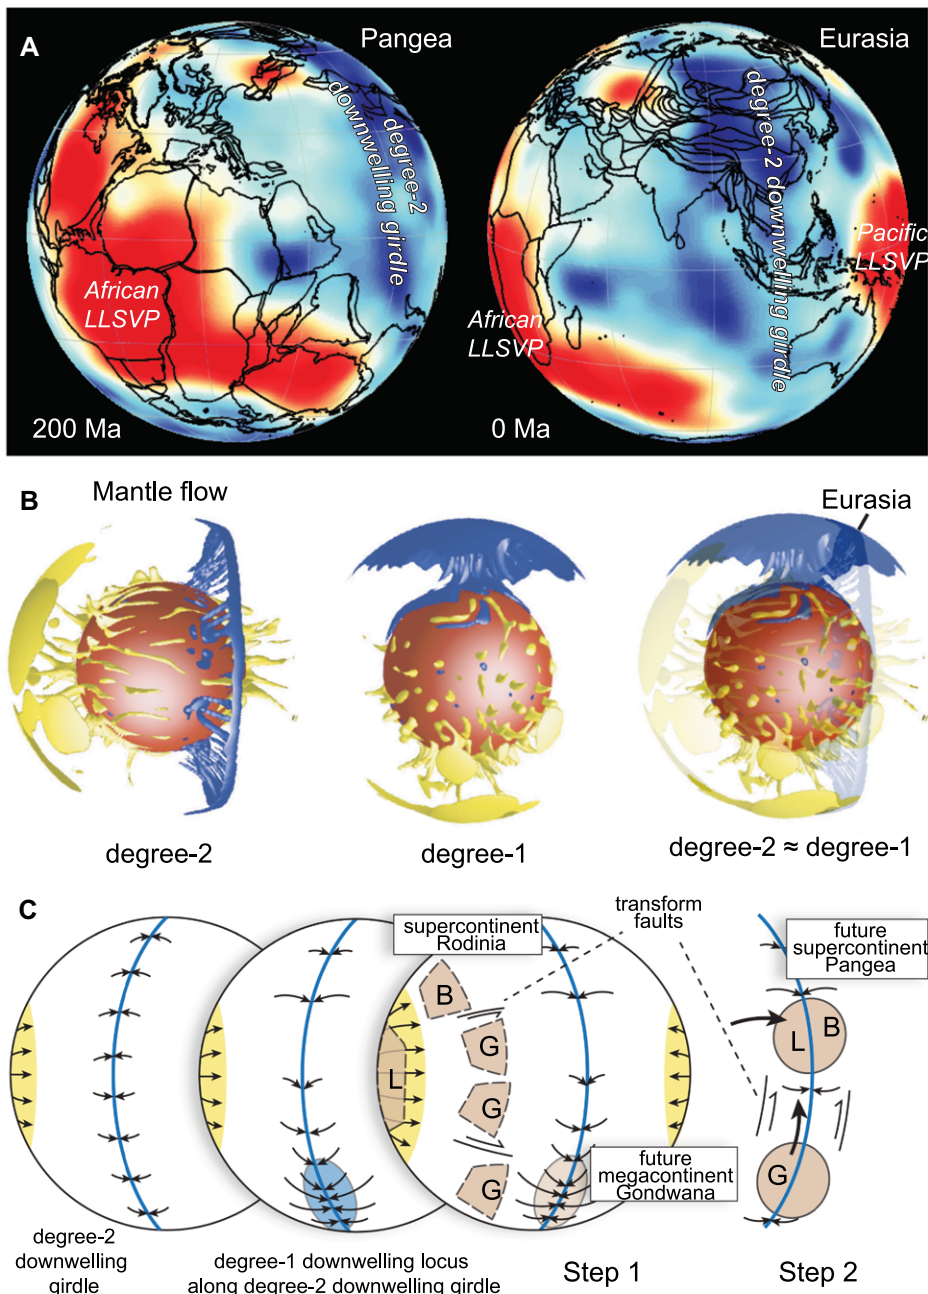 A
Pangea
degree-2
downwelling girdle
African
LLSVP
200 Ma
Eurasia
degree-2 downwelling girdle
Pacific
LLSVP
African
LLSVP
0 Ma
B
Mantle flow
Eurasia
degree-2
degree-1
degree-2 ≈ degree-1
C
supercontinent
Rodinia
transform
faults
future
supercontinent
Pangea
B
G
L
G
G
L
B
G
future
megacontinent
Gondwana
degree-2
downwelling
girdle
degree-1 downwelling locus
along degree-2 downwelling girdle
Step 1
Step 2